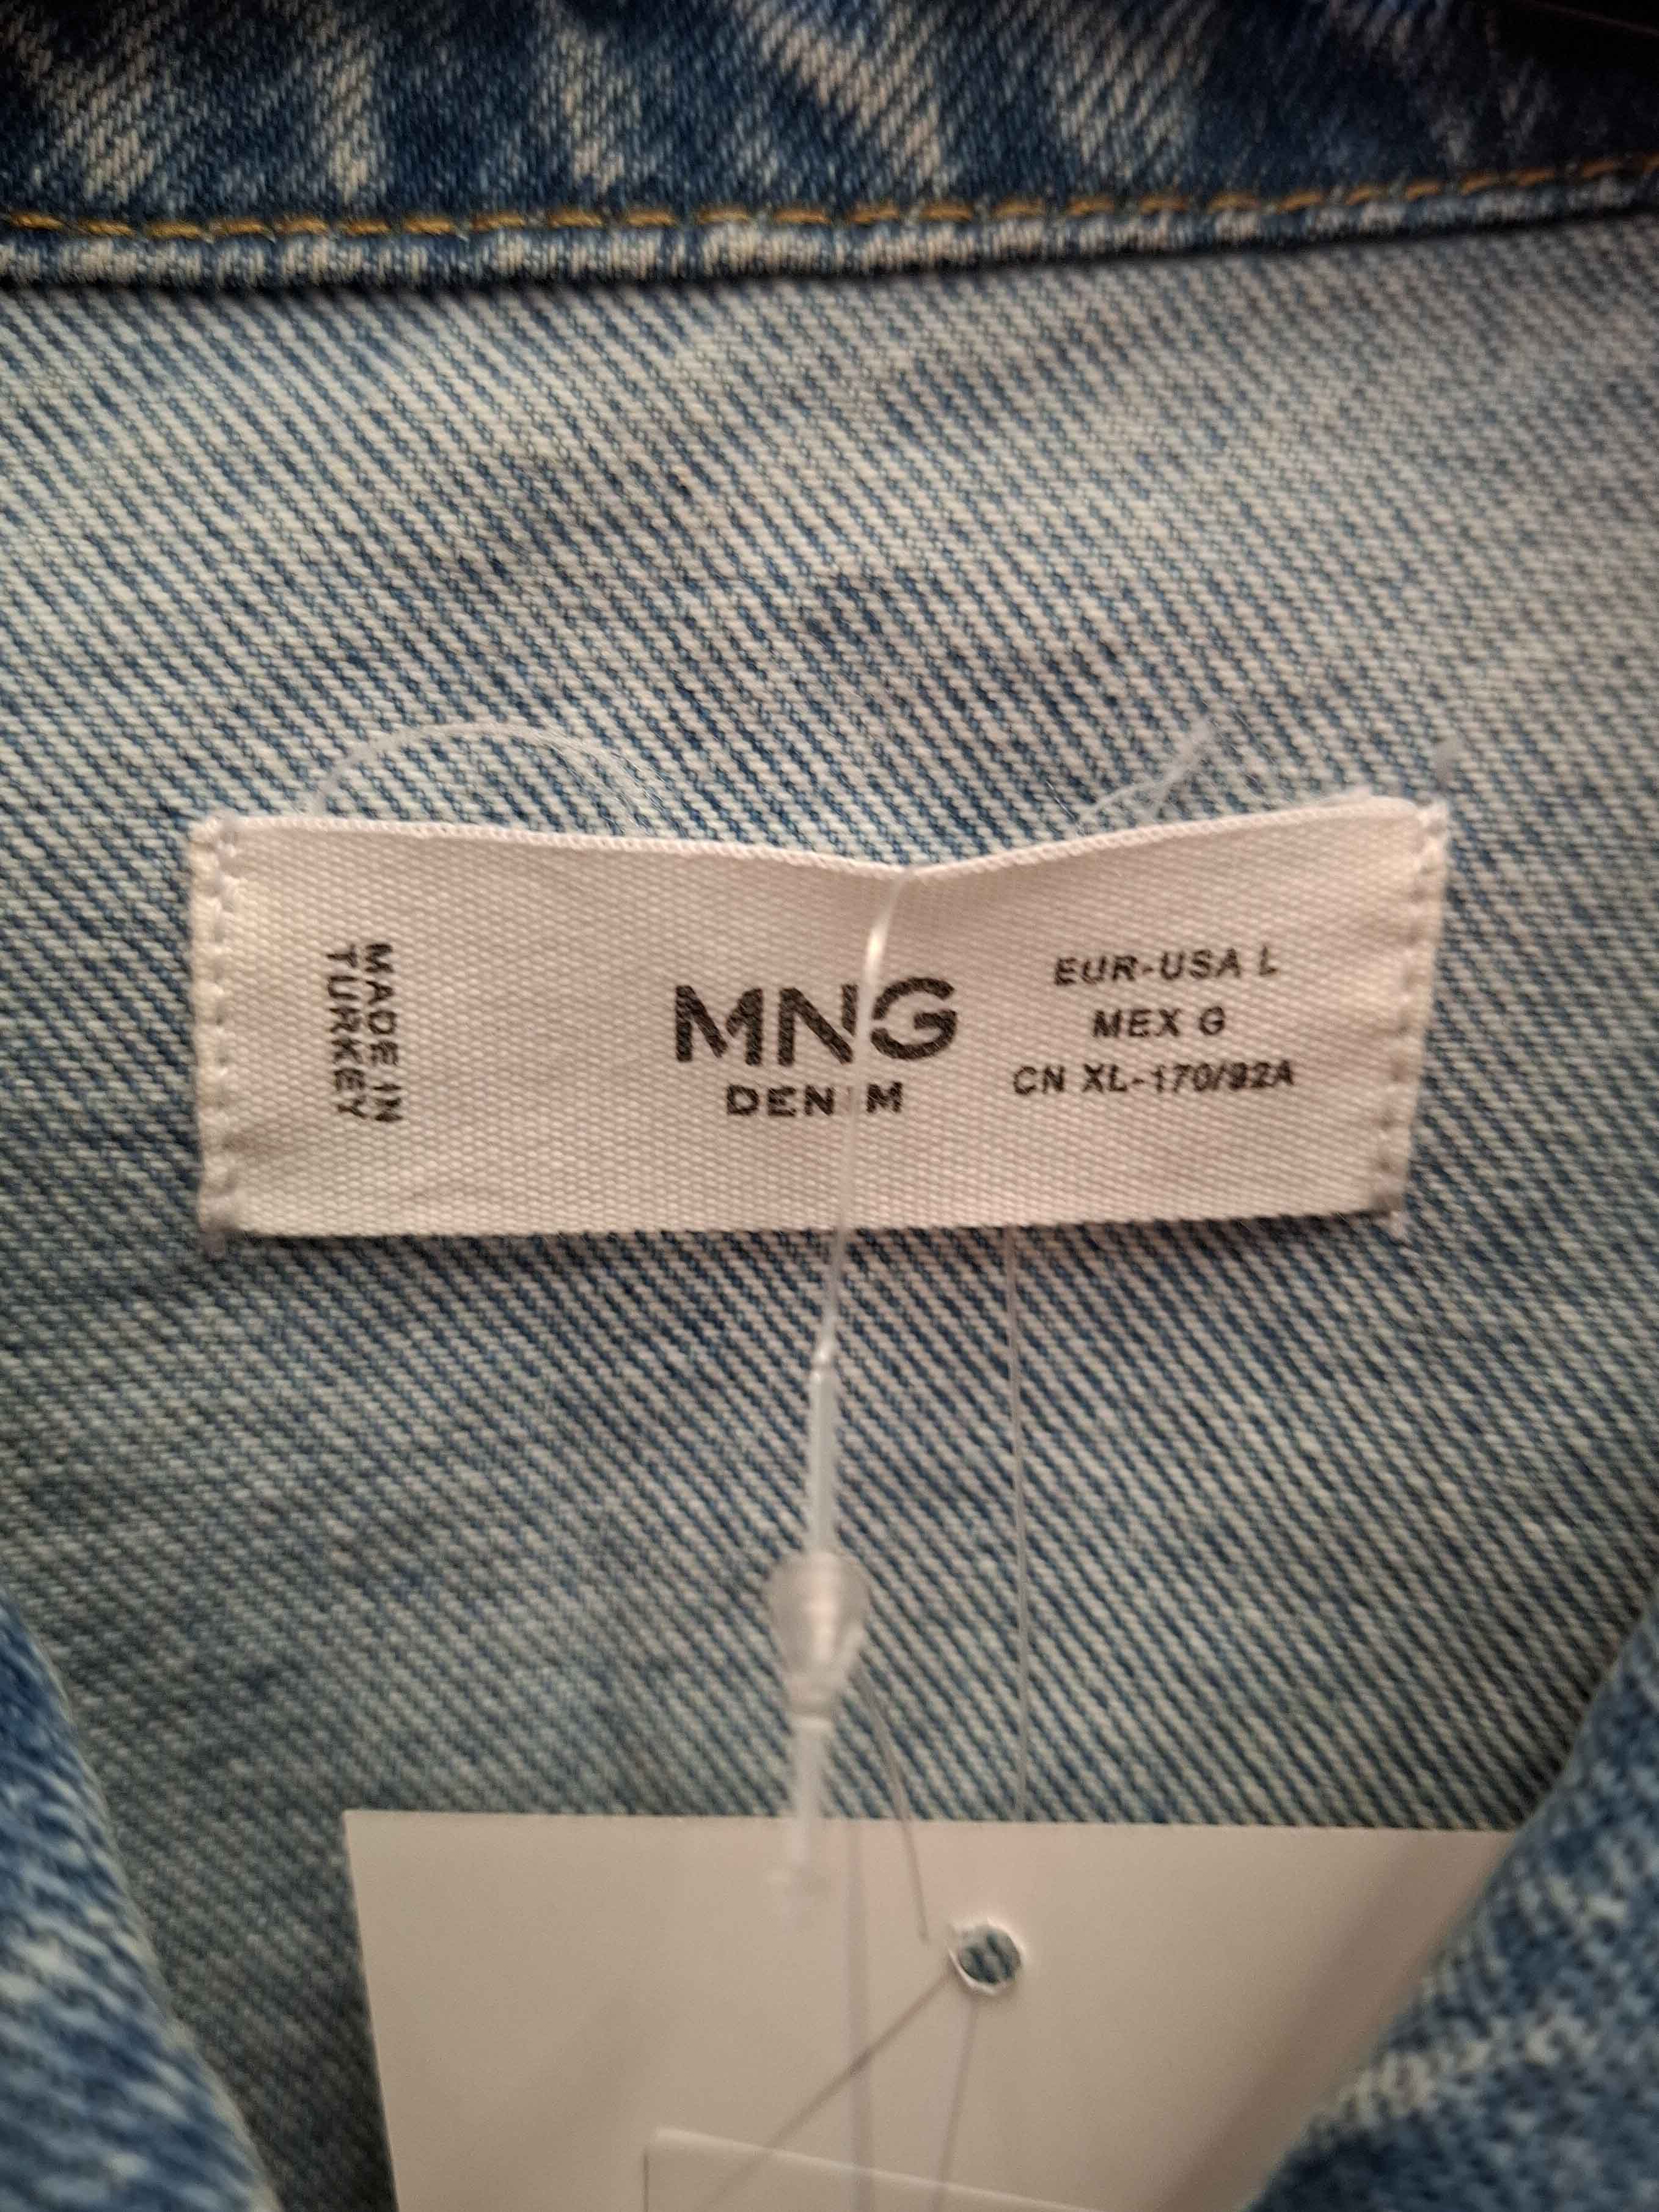 MADE IN
TURKEY
MNG
DENIM
EUR-USA L
MEX G
CN XL-170/92A